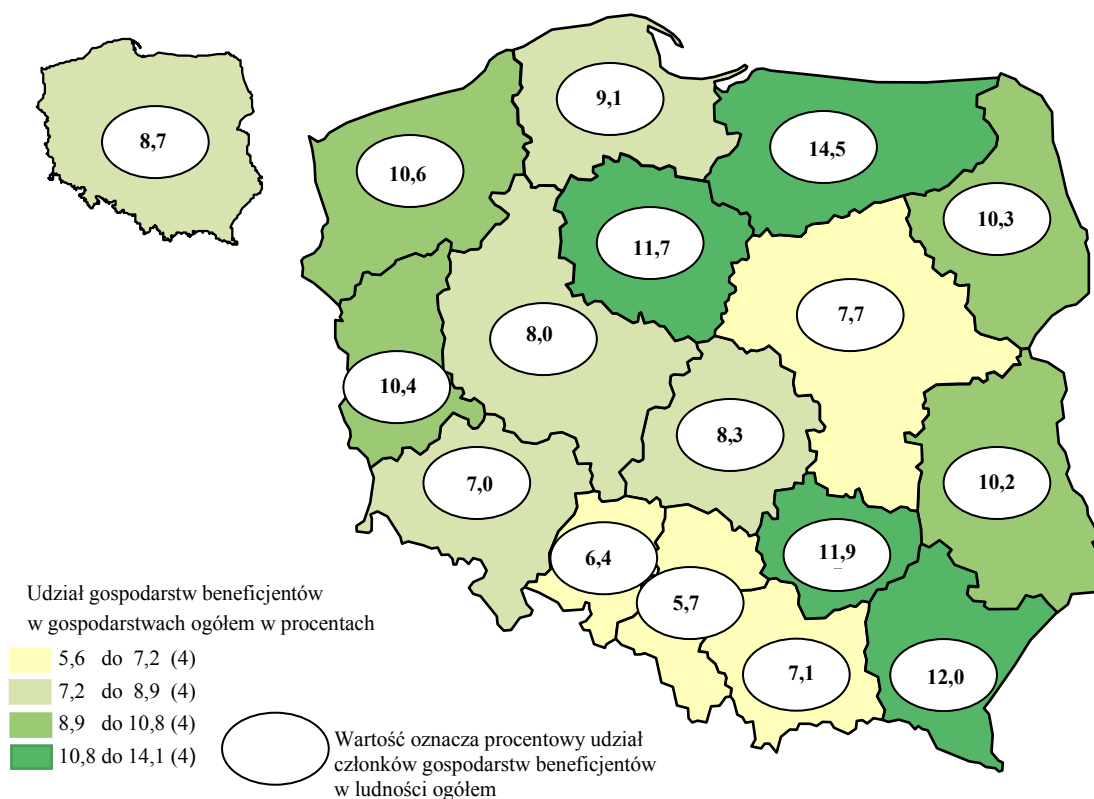 8,7
9,1
14,5
10,6
10,3
11,7
7,7
8,0
10,4
8,3
7,0
10,2
11,9
6,4
5,7
7,1
12,0
Udział gospodarstw beneficjentów
w gospodarstwach ogółem w procentach
5,6 do 7,2 (4)
7,2 do 8,9 (4)
8,9 do 10,8 (4)
10,8 do 14,1 (4)
Wartość oznacza procentowy udział
członków gospodarstw beneficjentów
w ludności ogółem